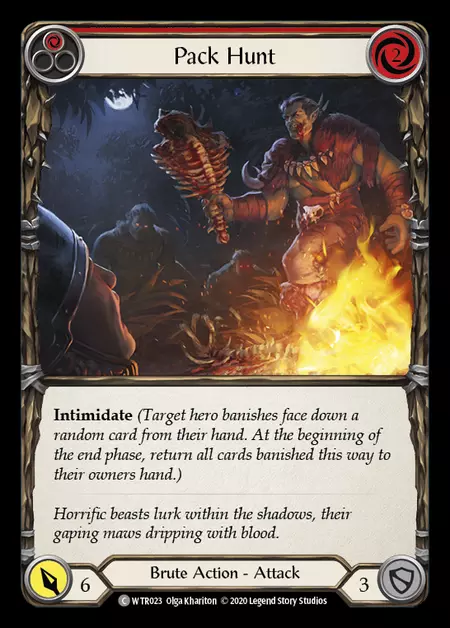 Pack Hunt
2
Intimidate (Target hero banishes face down a
random card from their hand. At the beginning of
the end phase, return all cards banished this way to
their owners hand.)
Horrific beasts lurk within the shadows, their
gaping maws dripping with blood.
6
Brute Action - Attack
3
C WTR023 Olga Khariton © 2020 Legend Story Studios